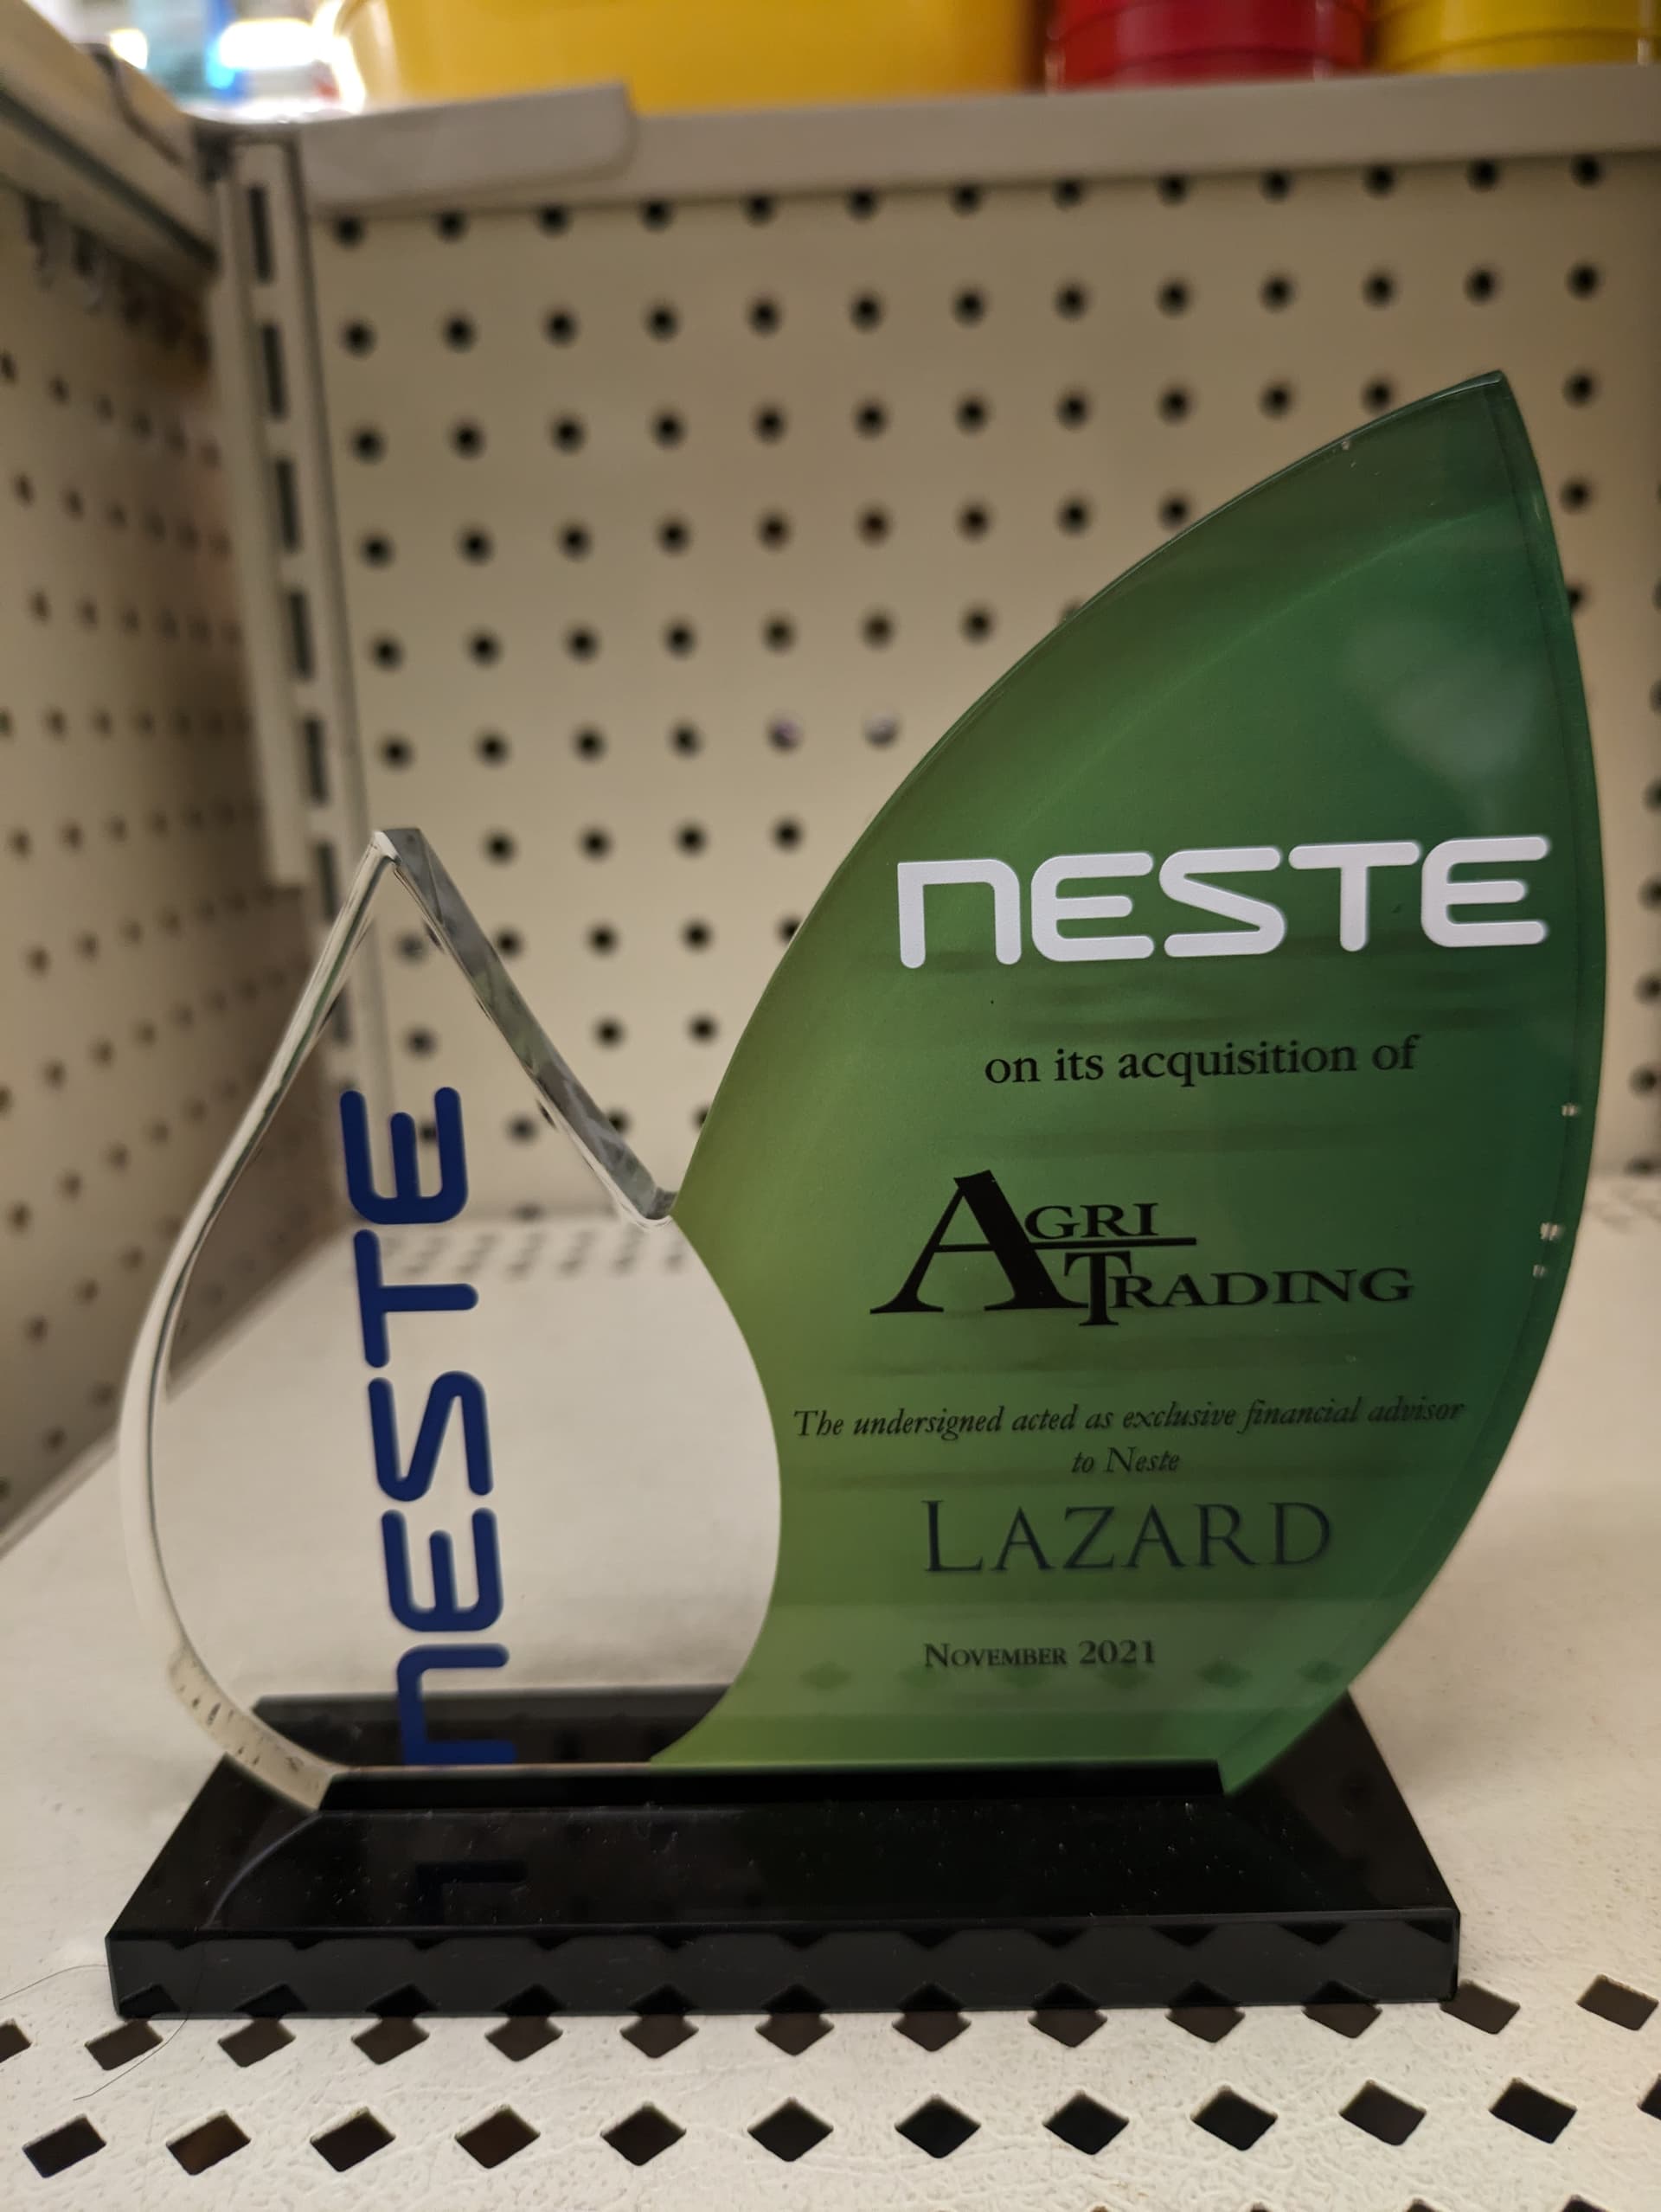 NESTE
NESTE
on its acquisition of
AGRI
TRADING
The undersigned acted as exclusive financial advisor
to Neste
LAZARD
NOVEMBER 2021